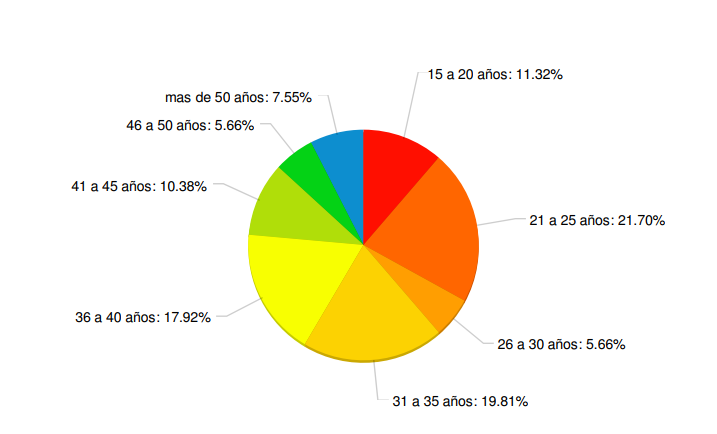 15 a 20 años: 11.32%
mas de 50 años: 7.55%
46 a 50 años: 5.66%
41 a 45 años: 10.38%
21 a 25 años: 21.70%
36 a 40 años: 17.92%
26 a 30 años: 5.66%
31 a 35 años: 19.81%